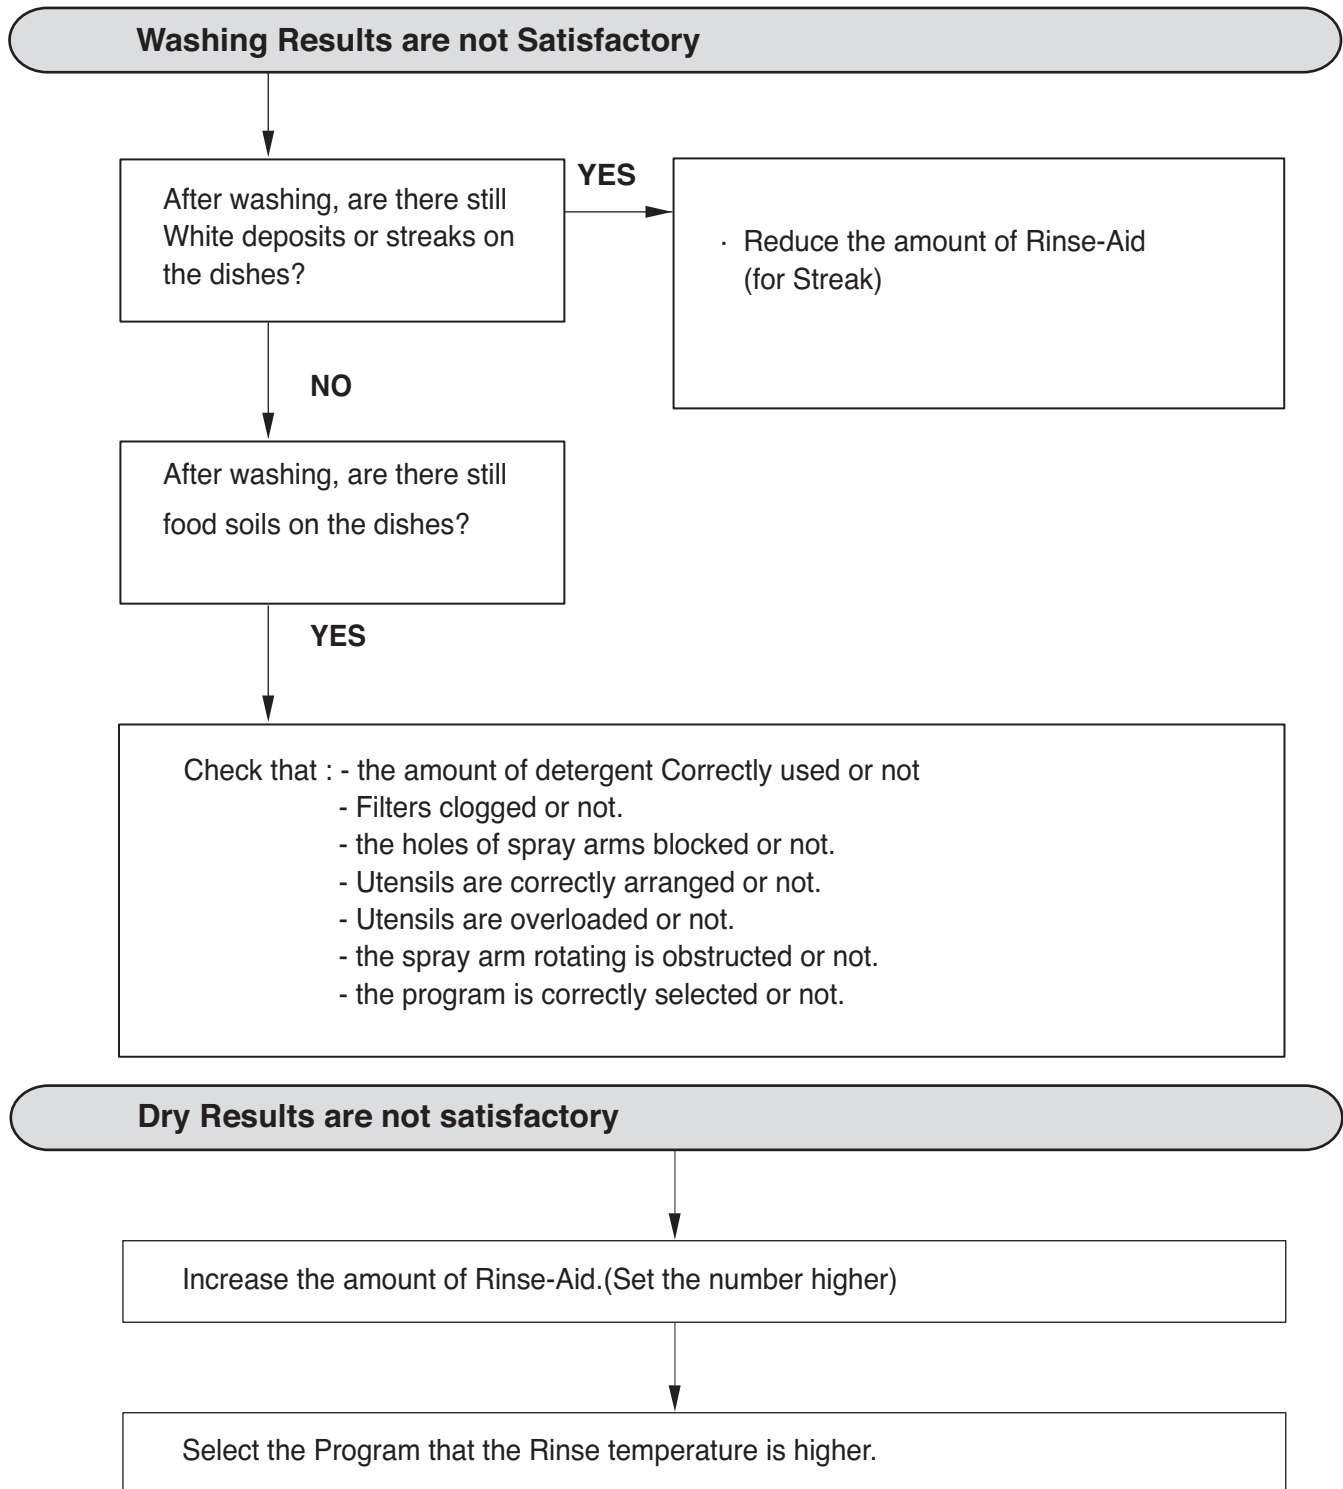 Washing Results are not Satisfactory
After washing, are there still
White deposits or streaks on
the dishes?
YES
· Reduce the amount of Rinse-Aid
(for Streak)
NO
After washing, are there still
food soils on the dishes?
YES
Check that : - the amount of detergent Correctly used or not
- Filters clogged or not.
- the holes of spray arms blocked or not.
- Utensils are correctly arranged or not.
- Utensils are overloaded or not.
- the spray arm rotating is obstructed or not.
- the program is correctly selected or not.
Dry Results are not satisfactory
Increase the amount of Rinse-Aid.(Set the number higher)
Select the Program that the Rinse temperature is higher.